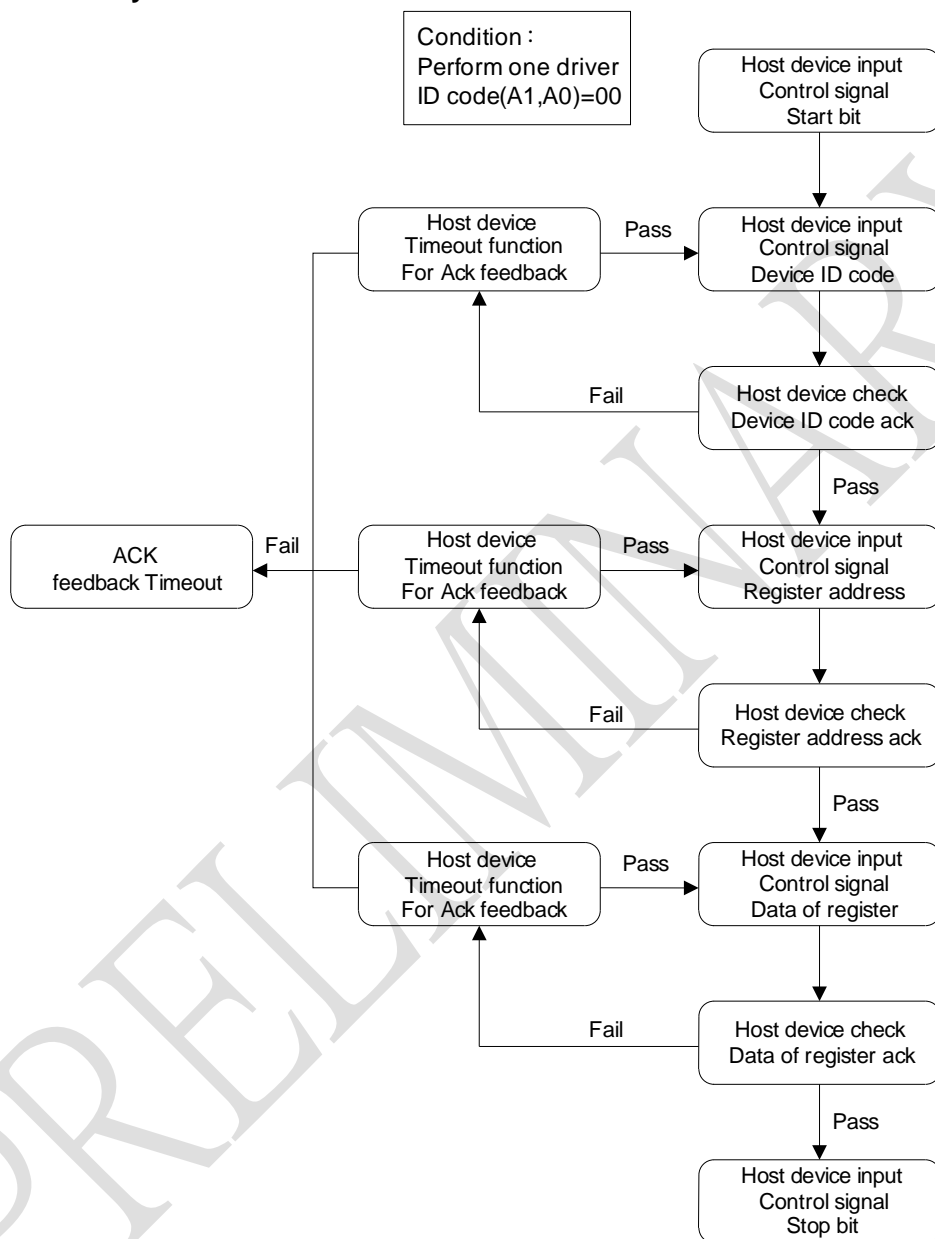 Condition :
Perform one driver
ID code(A1,A0)=00
Host device input
Control signal
Start bit
Host device
Timeout function
For Ack feedback
Pass
Host device input
Control signal
Device ID code
Fail
Host device check
Device ID code ack
Pass
ACK
feedback Timeout
Fail
Host device
Timeout function
For Ack feedback
Pass
Host device input
Control signal
Register address
Fail
Host device check
Register address ack
Pass
Host device
Timeout function
For Ack feedback
Pass
Host device input
Control signal
Data of register
Fail
Host device check
Data of register ack
Pass
Host device input
Control signal
Stop bit